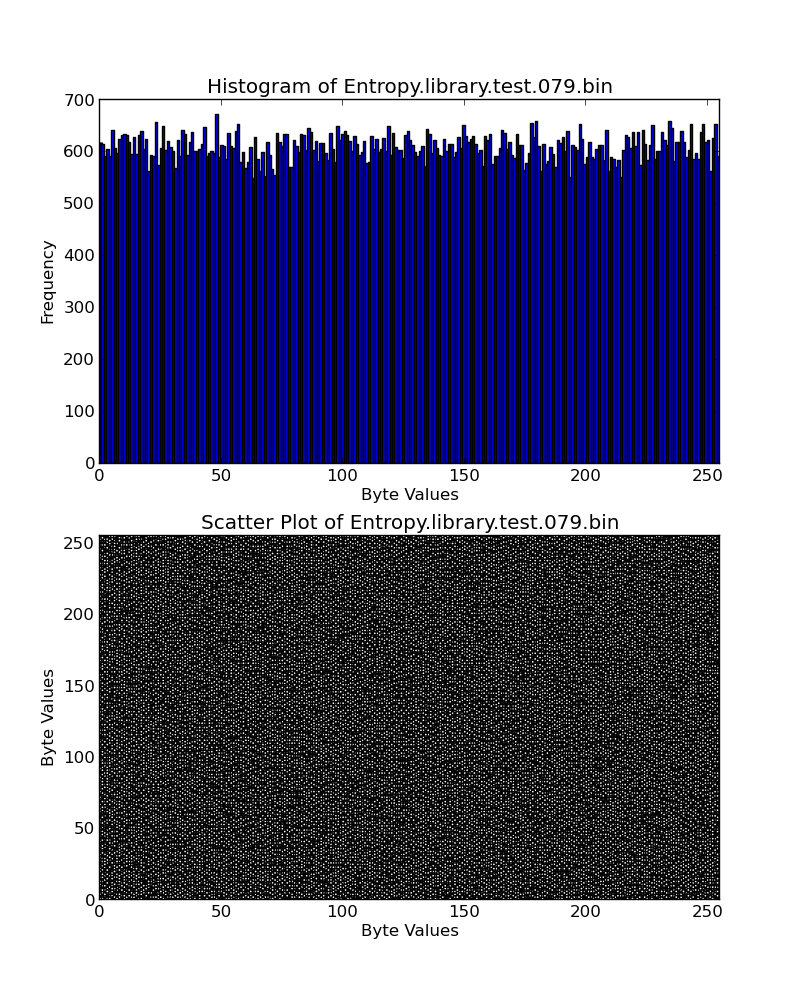 Histogram of Entropy.library.test.079.bin
700
600
500
400
300
200
100
0
Frequency
0 50 100 150 200 250
Byte Values
Scatter Plot of Entropy.library.test.079.bin
250
200
150
100
50
0
Byte Values
0 50 100 150 200 250
Byte Values